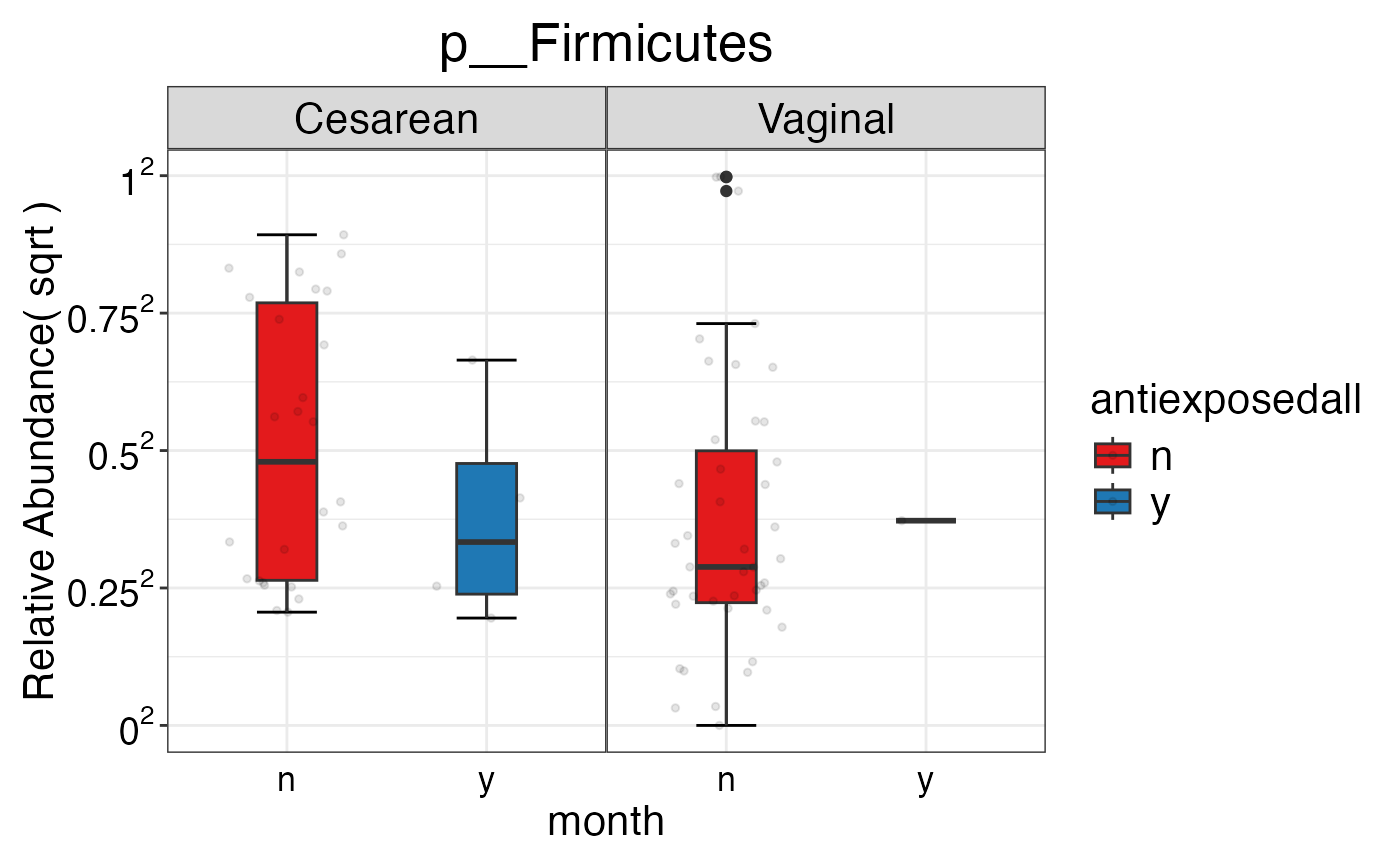 p__Firmicutes
Cesarean
Vaginal
Relative Abundance( sqrt )
1²
0.75²
0.5²
0.25²
0²
n
y
n
y
month
antiexposedall
n
y